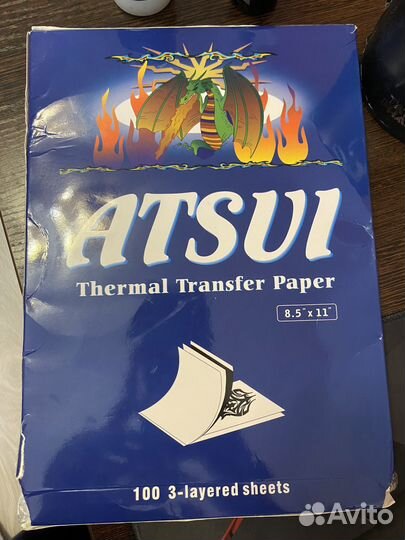 ATSUI
Thermal Transfer Paper
8.5" x 11"
100 3-layered sheets
Avito